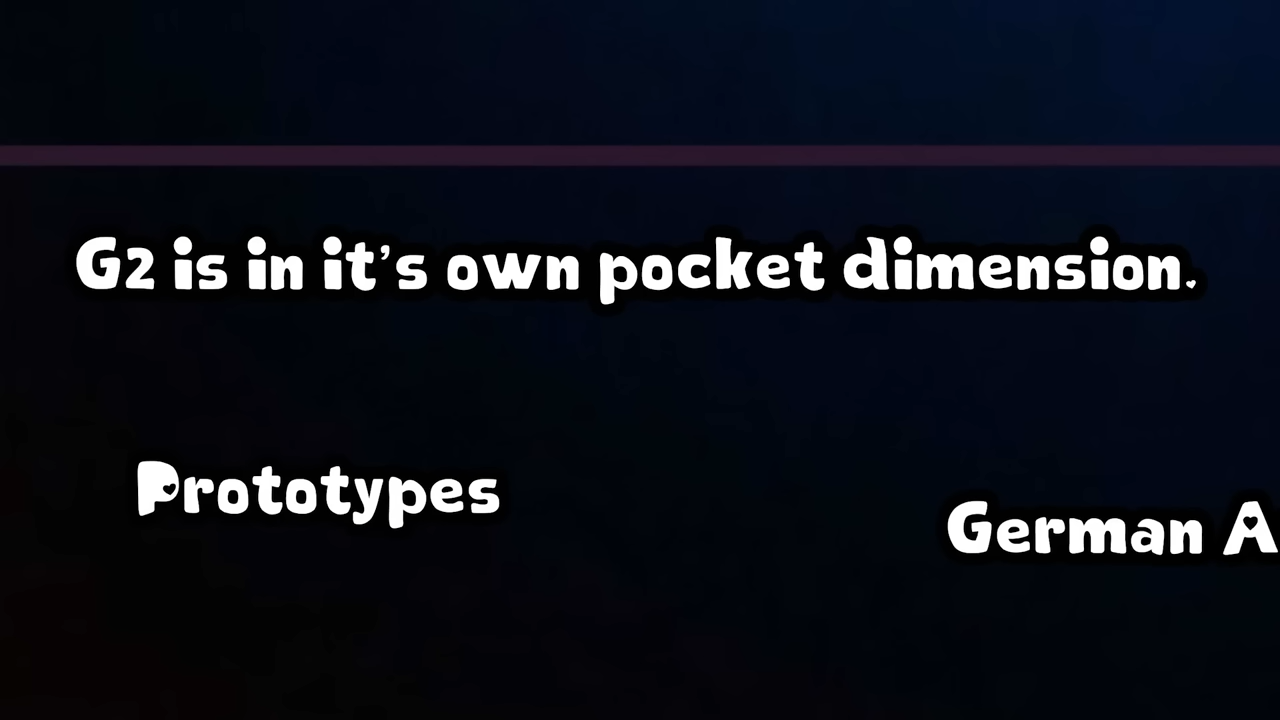 G2 is in it's own pocket dimension.
Prototypes
German A